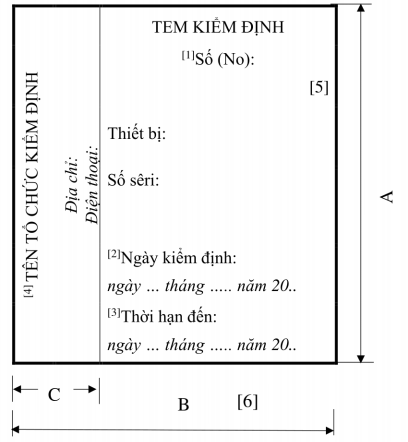 TEM KIỂM ĐỊNH
[1]Số (No):
[5]
[4]TÊN TỔ CHỨC KIỂM ĐỊNH
Địa chỉ:
Điện thoại:
Thiết bị:
Số sêri:
[2]Ngày kiểm định:
ngày ... tháng ..... năm 20..
[3]Thời hạn đến:
ngày ... tháng ..... năm 20..
A
C
B
[6]